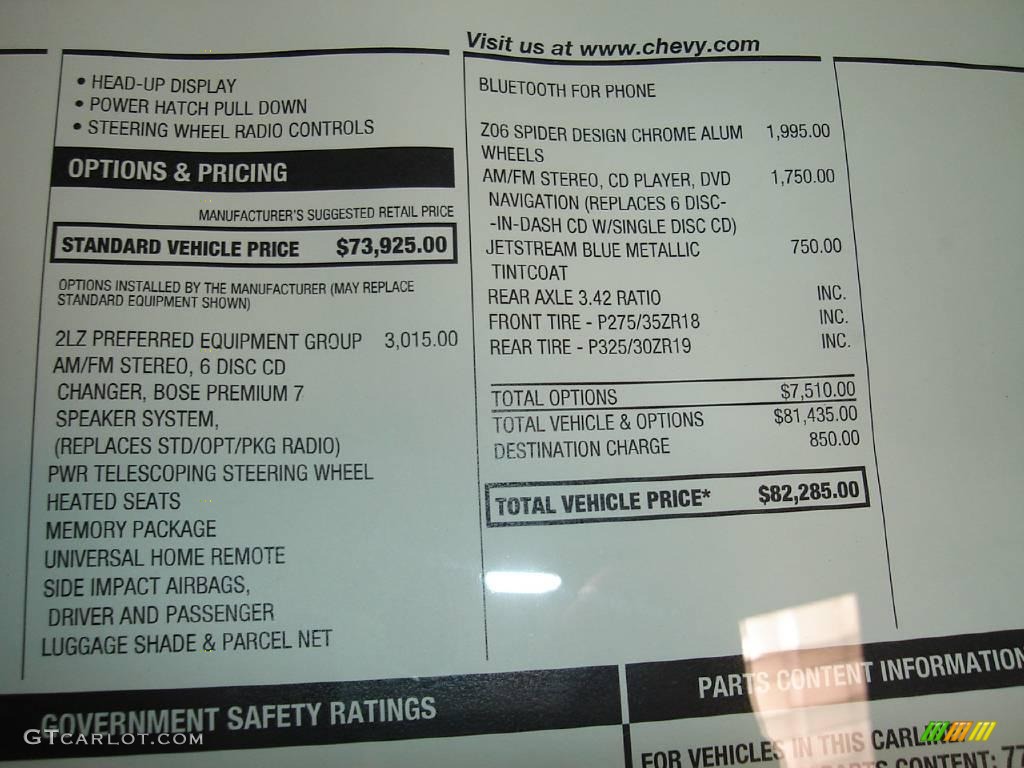 Visit us at www.chevy.com
• HEAD-UP DISPLAY
• POWER HATCH PULL DOWN
• STEERING WHEEL RADIO CONTROLS
OPTIONS & PRICING
MANUFACTURER'S SUGGESTED RETAIL PRICE
STANDARD VEHICLE PRICE $73,925.00
OPTIONS INSTALLED BY THE MANUFACTURER (MAY REPLACE
STANDARD EQUIPMENT SHOWN)
2LZ PREFERRED EQUIPMENT GROUP 3,015.00
AM/FM STEREO, 6 DISC CD
CHANGER, BOSE PREMIUM 7
SPEAKER SYSTEM,
(REPLACES STD/OPT/PKG RADIO)
PWR TELESCOPING STEERING WHEEL
HEATED SEATS
MEMORY PACKAGE
UNIVERSAL HOME REMOTE
SIDE IMPACT AIRBAGS,
DRIVER AND PASSENGER
LUGGAGE SHADE & PARCEL NET
BLUETOOTH FOR PHONE
Z06 SPIDER DESIGN CHROME ALUM 1,995.00
WHEELS
AM/FM STEREO, CD PLAYER, DVD 1,750.00
NAVIGATION (REPLACES 6 DISC-
-IN-DASH CD W/SINGLE DISC CD)
JETSTREAM BLUE METALLIC 750.00
TINTCOAT
REAR AXLE 3.42 RATIO INC.
FRONT TIRE - P275/35ZR18 INC.
REAR TIRE - P325/30ZR19 INC.
TOTAL OPTIONS $7,510.00
TOTAL VEHICLE & OPTIONS $81,435.00
DESTINATION CHARGE 850.00
TOTAL VEHICLE PRICE* $82,285.00
GOVERNMENT SAFETY RATINGS
PARTS CONTENT INFORMATION
FOR VEHICLES IN THIS
PARTS CONTENT: 77
GTCARLOT.COM